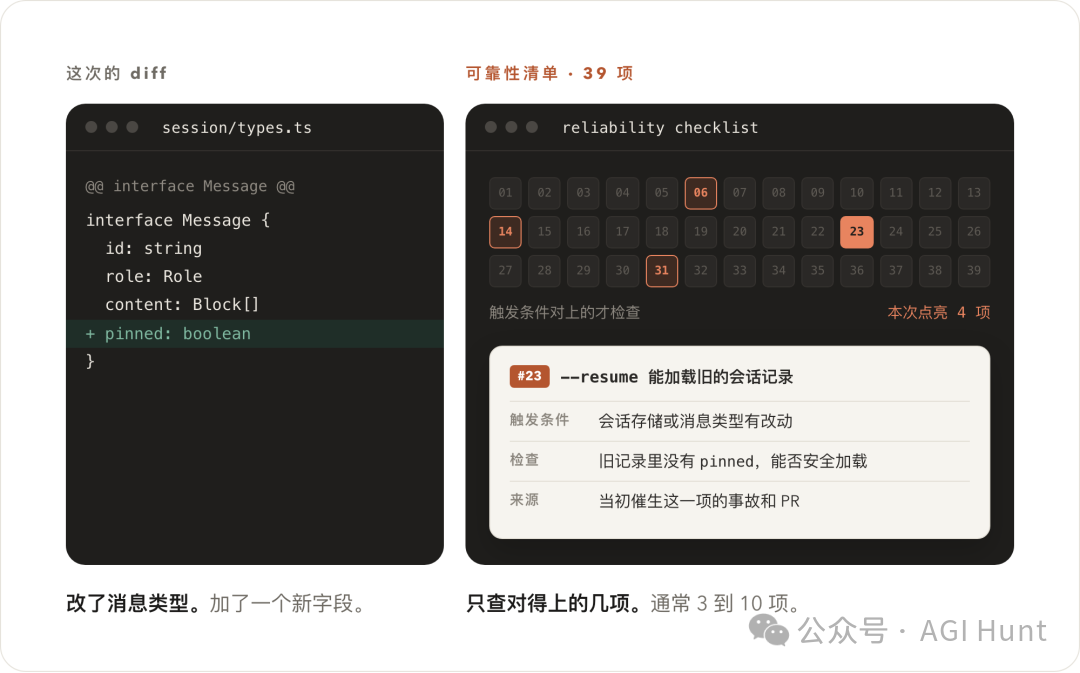 这次的 diff
session/types.ts
@@ interface Message @@
interface Message {
id: string
role: Role
content: Block[]
+ pinned: boolean
}
改了消息类型。加了一个新字段。
可靠性清单 · 39 项
reliability checklist
01 02 03 04 05 06 07 08 09 10 11 12 13
14 15 16 17 18 19 20 21 22 23 24 25 26
27 28 29 30 31 32 33 34 35 36 37 38 39
触发条件对上的才检查 本次点亮 4 项
#23 --resume 能加载旧的会话记录
触发条件 会话存储或消息类型有改动
检查 旧记录里没有 pinned，能否安全加载
来源 当初催生这一项的事故和 PR
只查对得上的几项。通常 3 到 10 项。
公众号 · AGI Hunt